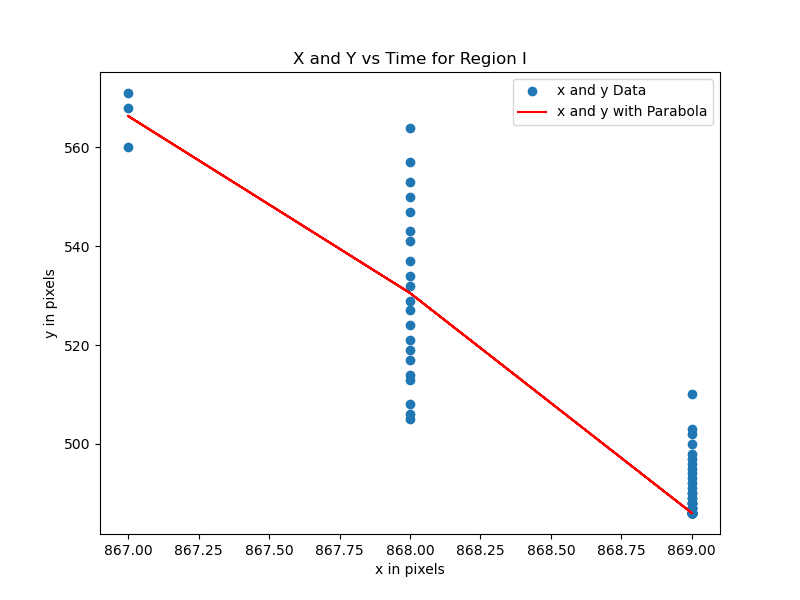 X and Y vs Time for Region I
x and y Data
x and y with Parabola
y in pixels
560
540
520
500
867.00 867.25 867.50 867.75 868.00 868.25 868.50 868.75 869.00
x in pixels